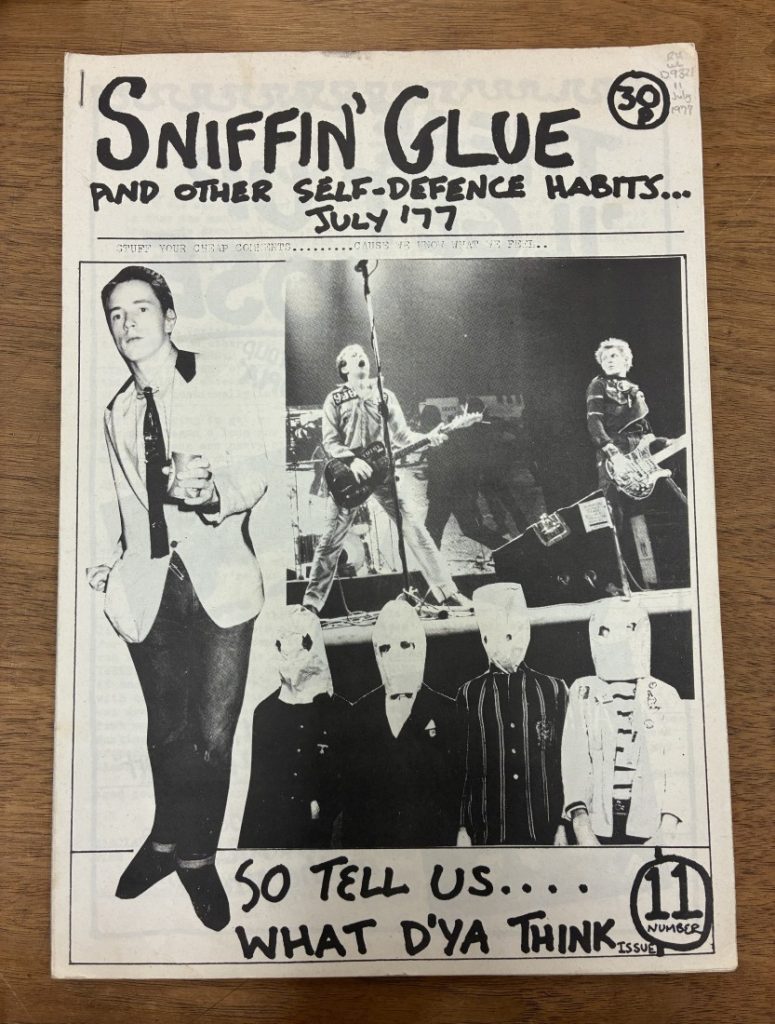 SNIFFIN' GLUE
30p
AND OTHER SELF-DEFENCE HABITS...
JULY '77
STUFF YOUR CHEAP COMMENTS.........CAUSE WE KNOW WHAT WE FEEL..
SO TELL US....
WHAT D'YA THINK
ISSUE
11
NUMBER